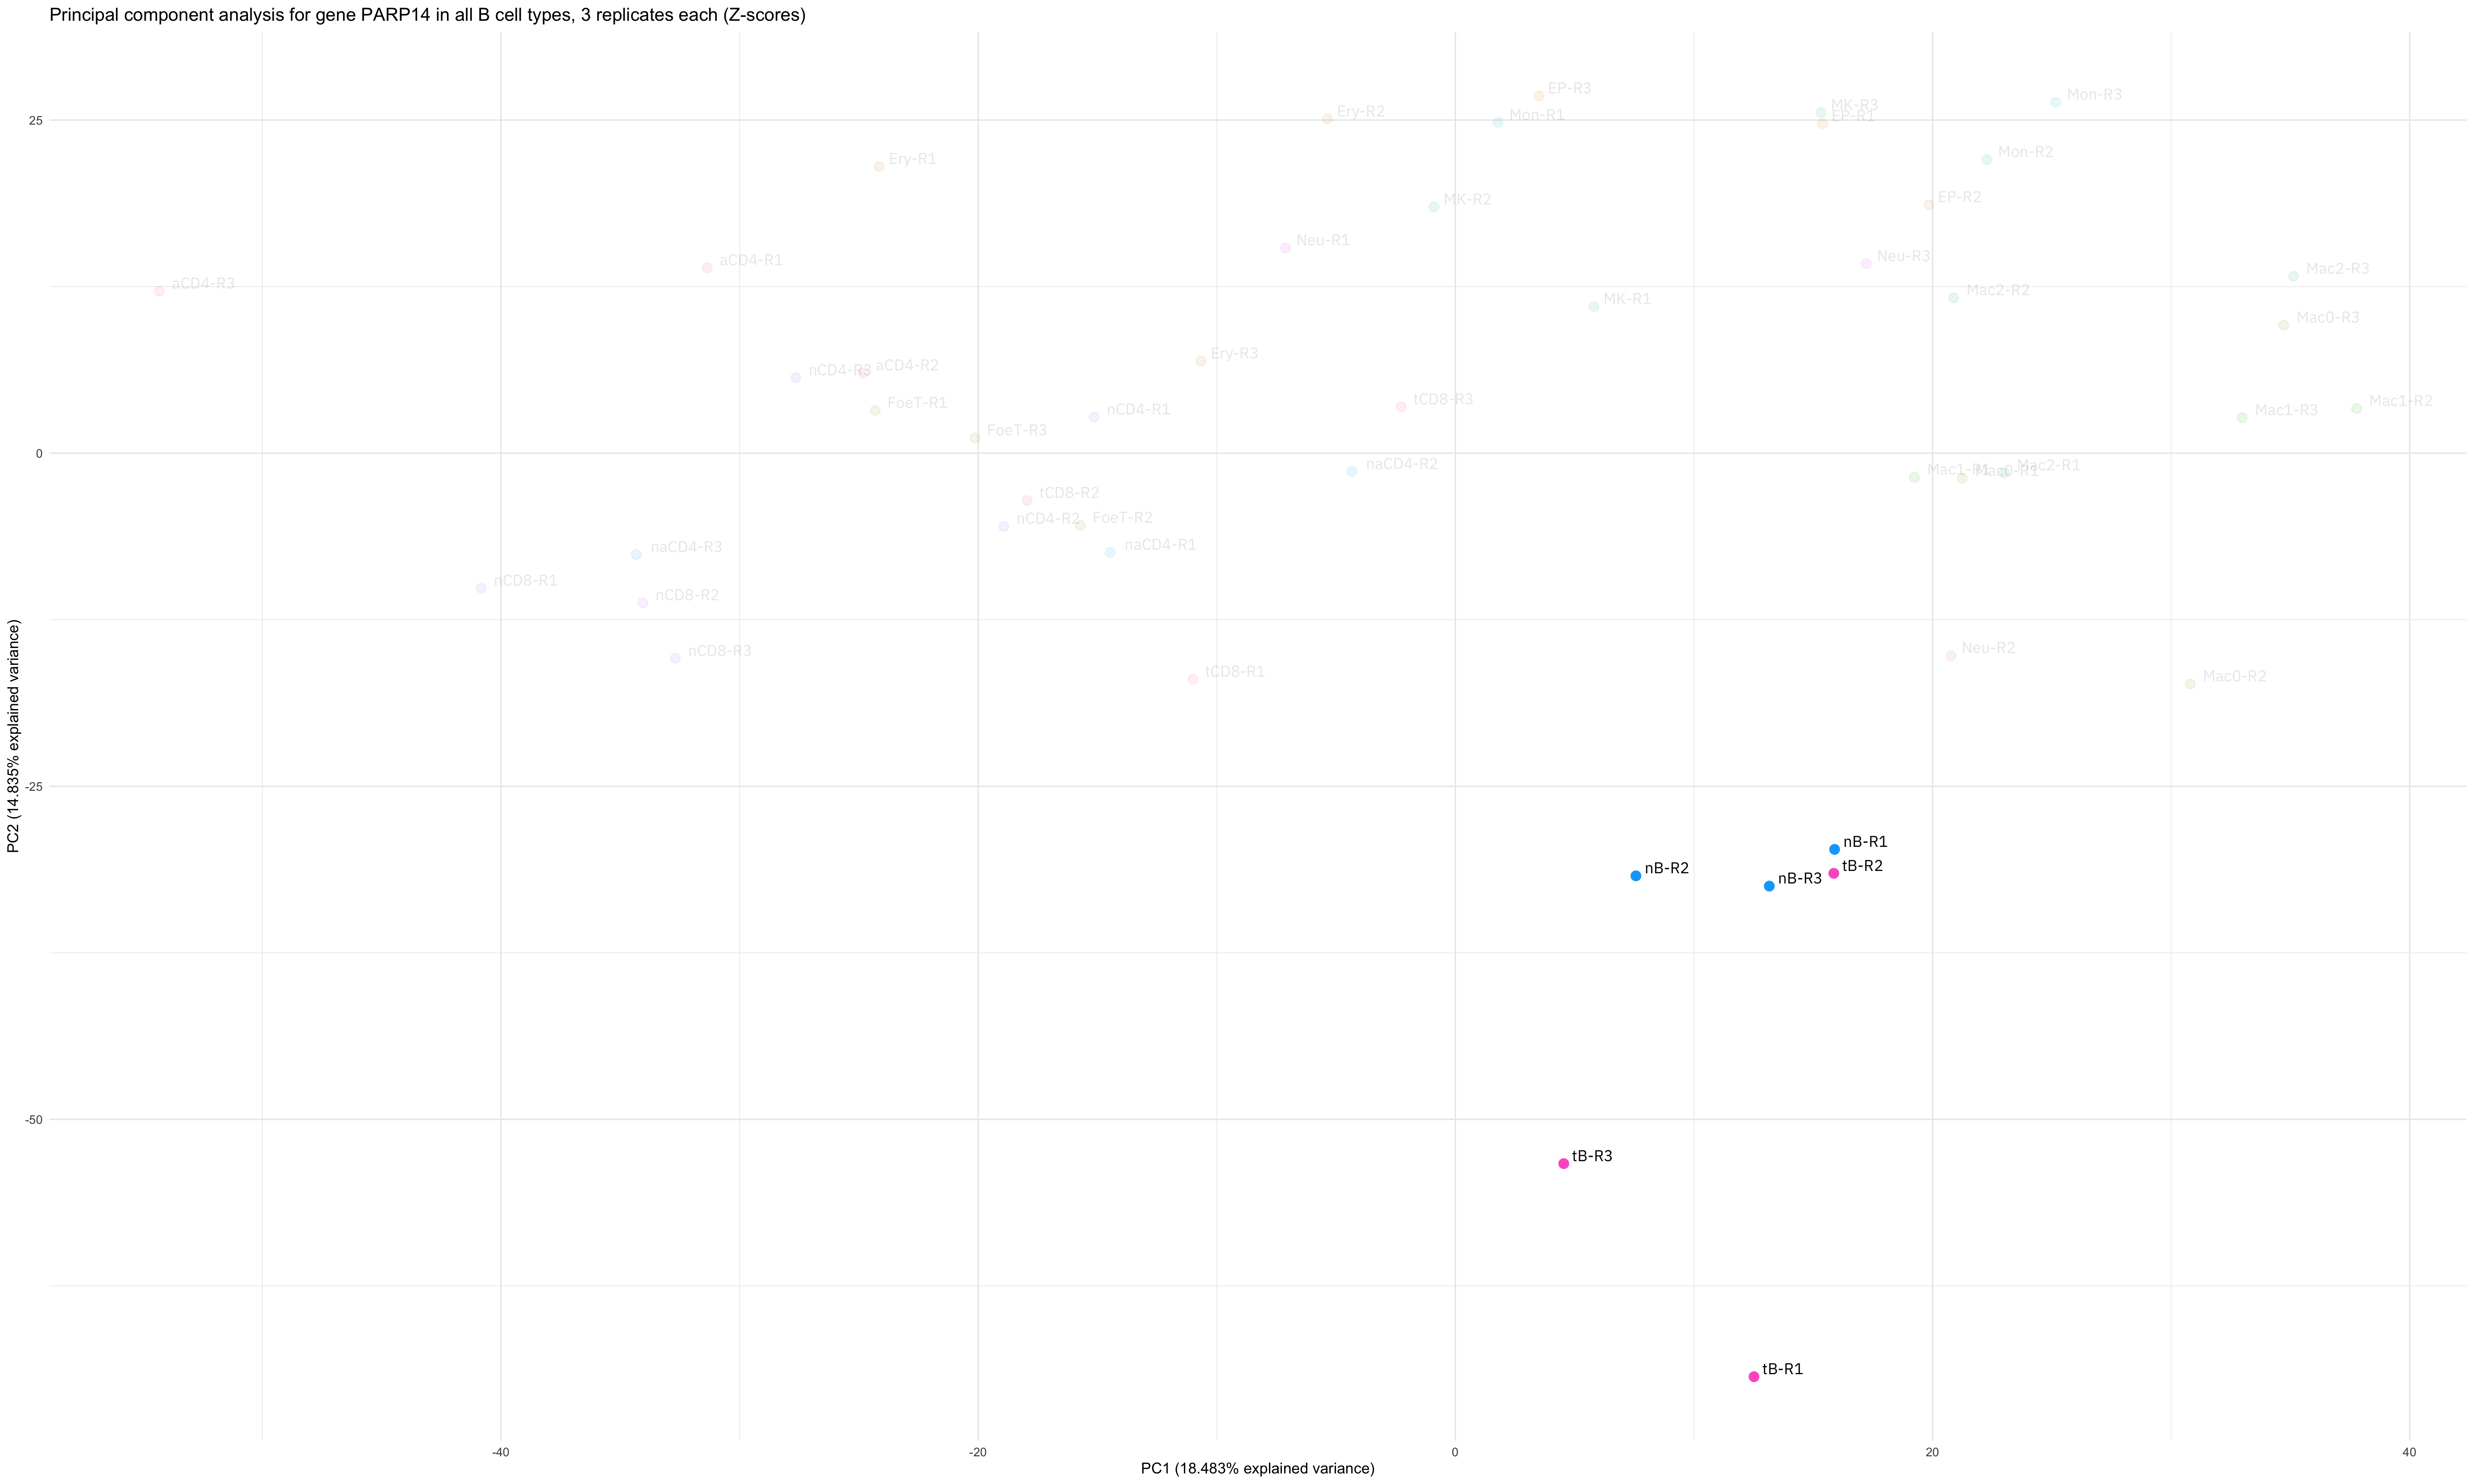 Principal component analysis for gene PARP14 in all B cell types, 3 replicates each (Z-scores)
EP-R3
Mon-R3
MK-R3
Ery-R2
Mon-R1
EP-R1
25
Mon-R2
Ery-R1
EP-R2
MK-R2
Neu-R1
Neu-R3
aCD4-R1
Mac2-R3
aCD4-R3
Mac2-R2
MK-R1
Mac0-R3
Ery-R3
aCD4-R2
nCD4-R3
tCD8-R3
Mac1-R2
FoeT-R1
nCD4-R1
Mac1-R3
FoeT-R3
0
naCD4-R2
Mac2-R1
Mac1-R1
Mac0-R1
tCD8-R2
FoeT-R2
nCD4-R2
naCD4-R1
naCD4-R3
nCD8-R1
nCD8-R2
Neu-R2
nCD8-R3
tCD8-R1
Mac0-R2
PC2 (14.835% explained variance)
-25
nB-R1
tB-R2
nB-R2
nB-R3
-50
tB-R3
tB-R1
-40 -20 0 20 40
PC1 (18.483% explained variance)